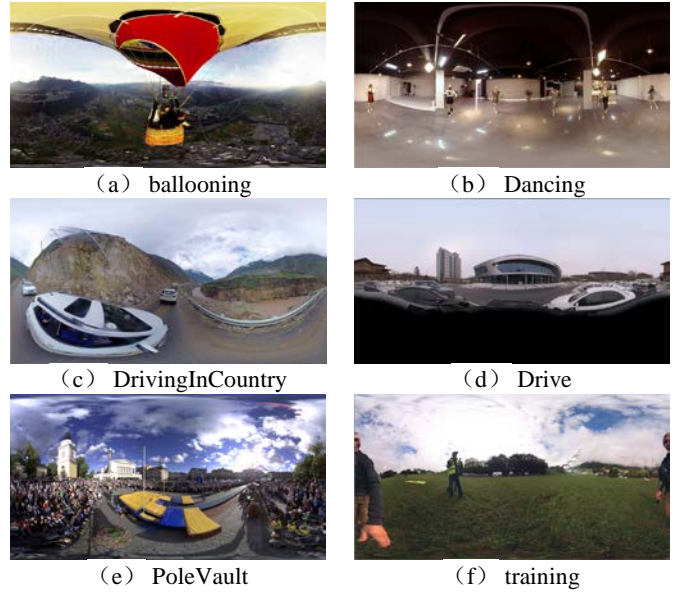 （a） ballooning
（b） Dancing
（c） DrivingInCountry
（d） Drive
（e） PoleVault
（f） training